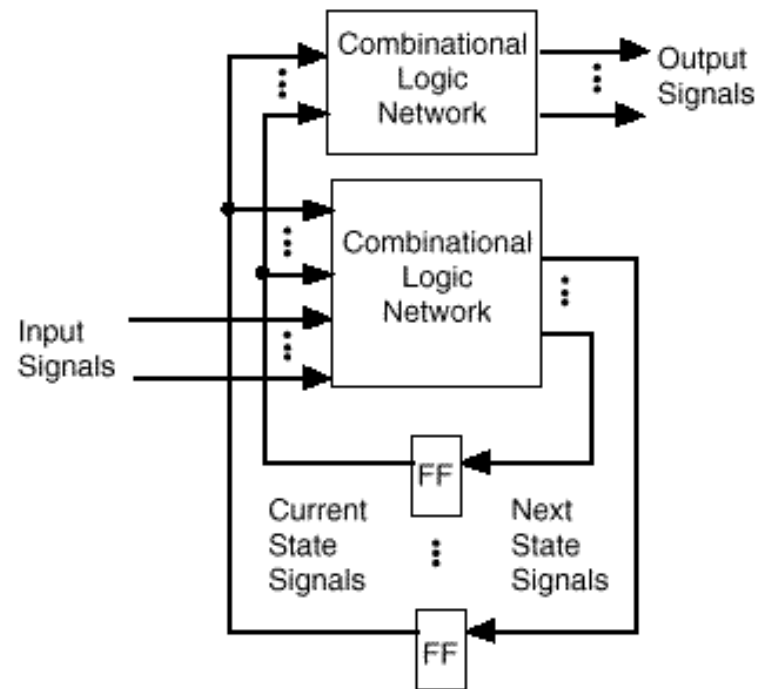 Combinational
Logic
Network
Output
Signals
Combinational
Logic
Network
Input
Signals
FF
Current
State
Signals
Next
State
Signals
FF